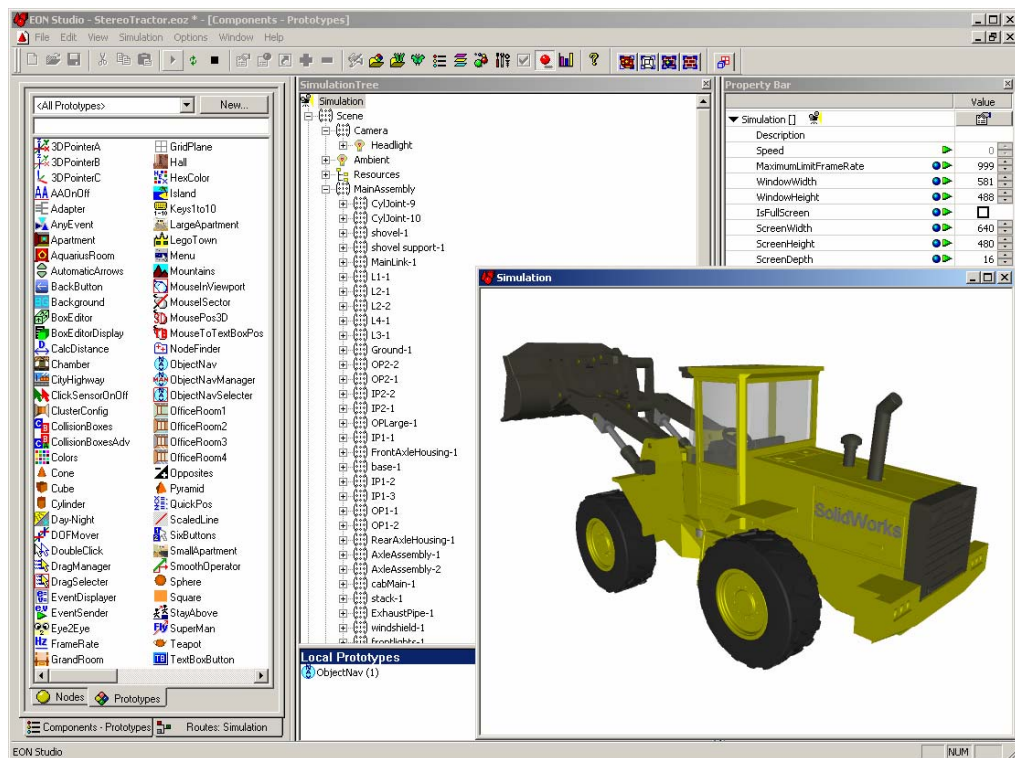 EON Studio - StereoTractor.eoz * - [Components - Prototypes]
File Edit View Simulation Options Window Help
<All Prototypes>
New...
3DPointerA
3DPointerB
3DPointerC
AAOnOff
Adapter
AnyEvent
Apartment
AquariusRoom
AutomaticArrows
BackButton
Background
BoxEditor
BoxEditorDisplay
CalcDistance
Chamber
CityHighway
ClickSensorOnOff
ClusterConfig
CollisionBoxes
CollisionBoxesAdv
Colors
Cone
Cube
Cylinder
Day-Night
DOFMover
DoubleClick
DragManager
DragSelecter
EventDisplayer
EventSender
Eye2Eye
FrameRate
GrandRoom
GridPlane
Hall
HexColor
Island
Keys1to10
LargeApartment
LegoTown
Menu
Mountains
MouseInViewport
MouselSector
MousePos3D
MouseToTextBoxPos
NodeFinder
ObjectNav
ObjectNavManager
ObjectNavSelecter
OfficeRoom1
OfficeRoom2
OfficeRoom3
OfficeRoom4
Opposites
Pyramid
QuickPos
ScaledLine
SixButtons
SmallApartment
SmoothOperator
Sphere
Square
StayAbove
SuperMan
Teapot
TextBoxButton
Nodes
Prototypes
Components - Prototypes
Routes: Simulation
SimulationTree
Simulation
Scene
Camera
Headlight
Ambient
Resources
MainAssembly
CylJoint-9
CylJoint-10
shovel-1
shovel support-1
MainLink-1
L1-1
L2-1
L2-2
L4-1
L3-1
Ground-1
OP2-2
OP2-1
IP2-2
IP2-1
OPLarge-1
IP1-1
FrontAxleHousing-1
base-1
IP1-2
IP1-3
OP1-1
OP1-2
RearAxleHousing-1
AxleAssembly-1
AxleAssembly-2
cabMain-1
stack-1
ExhaustPipe-1
windshield-1
frontlights-1
Local Prototypes
ObjectNav (1)
Property Bar
Value
Simulation []
Description
Speed 0
MaximumLimitFrameRate 999
WindowWidth 581
WindowHeight 488
IsFullScreen
ScreenWidth 640
ScreenHeight 480
ScreenDepth 16
Simulation
SolidWorks
EON Studio
NUM